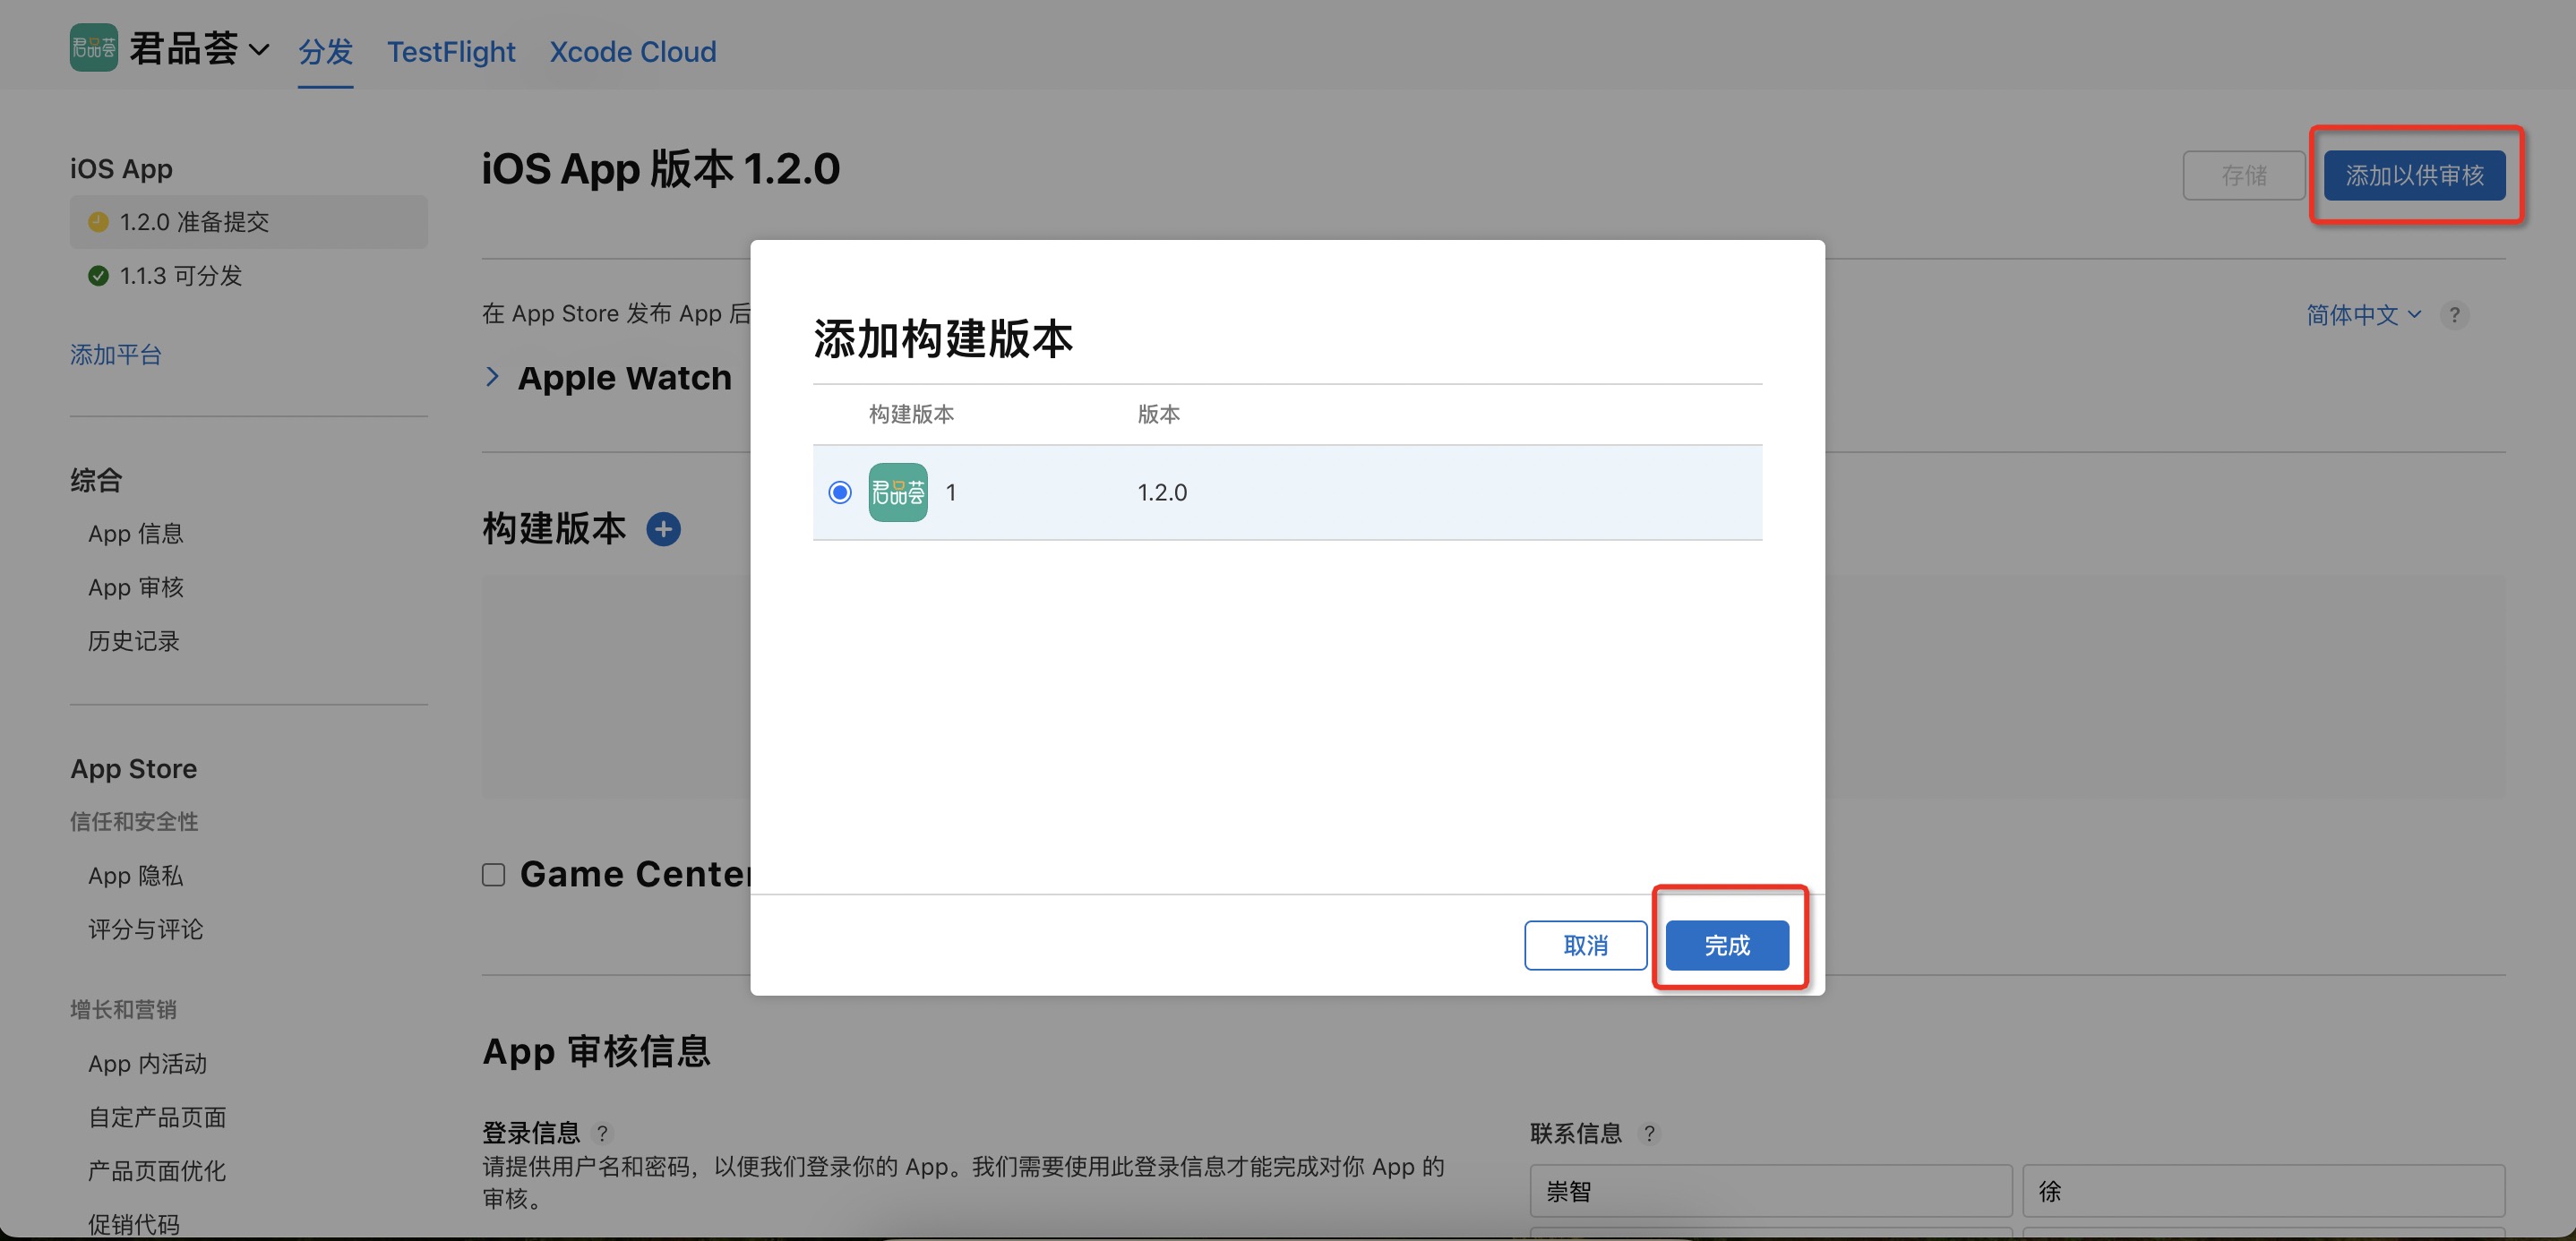 君品荟
君品荟
分发
TestFlight
Xcode Cloud
iOS App
1.2.0 准备提交
1.1.3 可分发
添加平台
综合
App 信息
App 审核
历史记录
App Store
信任和安全性
App 隐私
评分与评论
增长和营销
App 内活动
自定产品页面
产品页面优化
促销代码
iOS App 版本 1.2.0
存储
添加以供审核
在 App Store 发布 App 后
简体中文
?
Apple Watch
构建版本
Game Center
添加构建版本
构建版本
版本
君品荟
1
1.2.0
取消
完成
App 审核信息
登录信息 ?
请提供用户名和密码，以便我们登录你的 App。我们需要使用此登录信息才能完成对你 App 的
审核。
联系信息 ?
崇智
徐